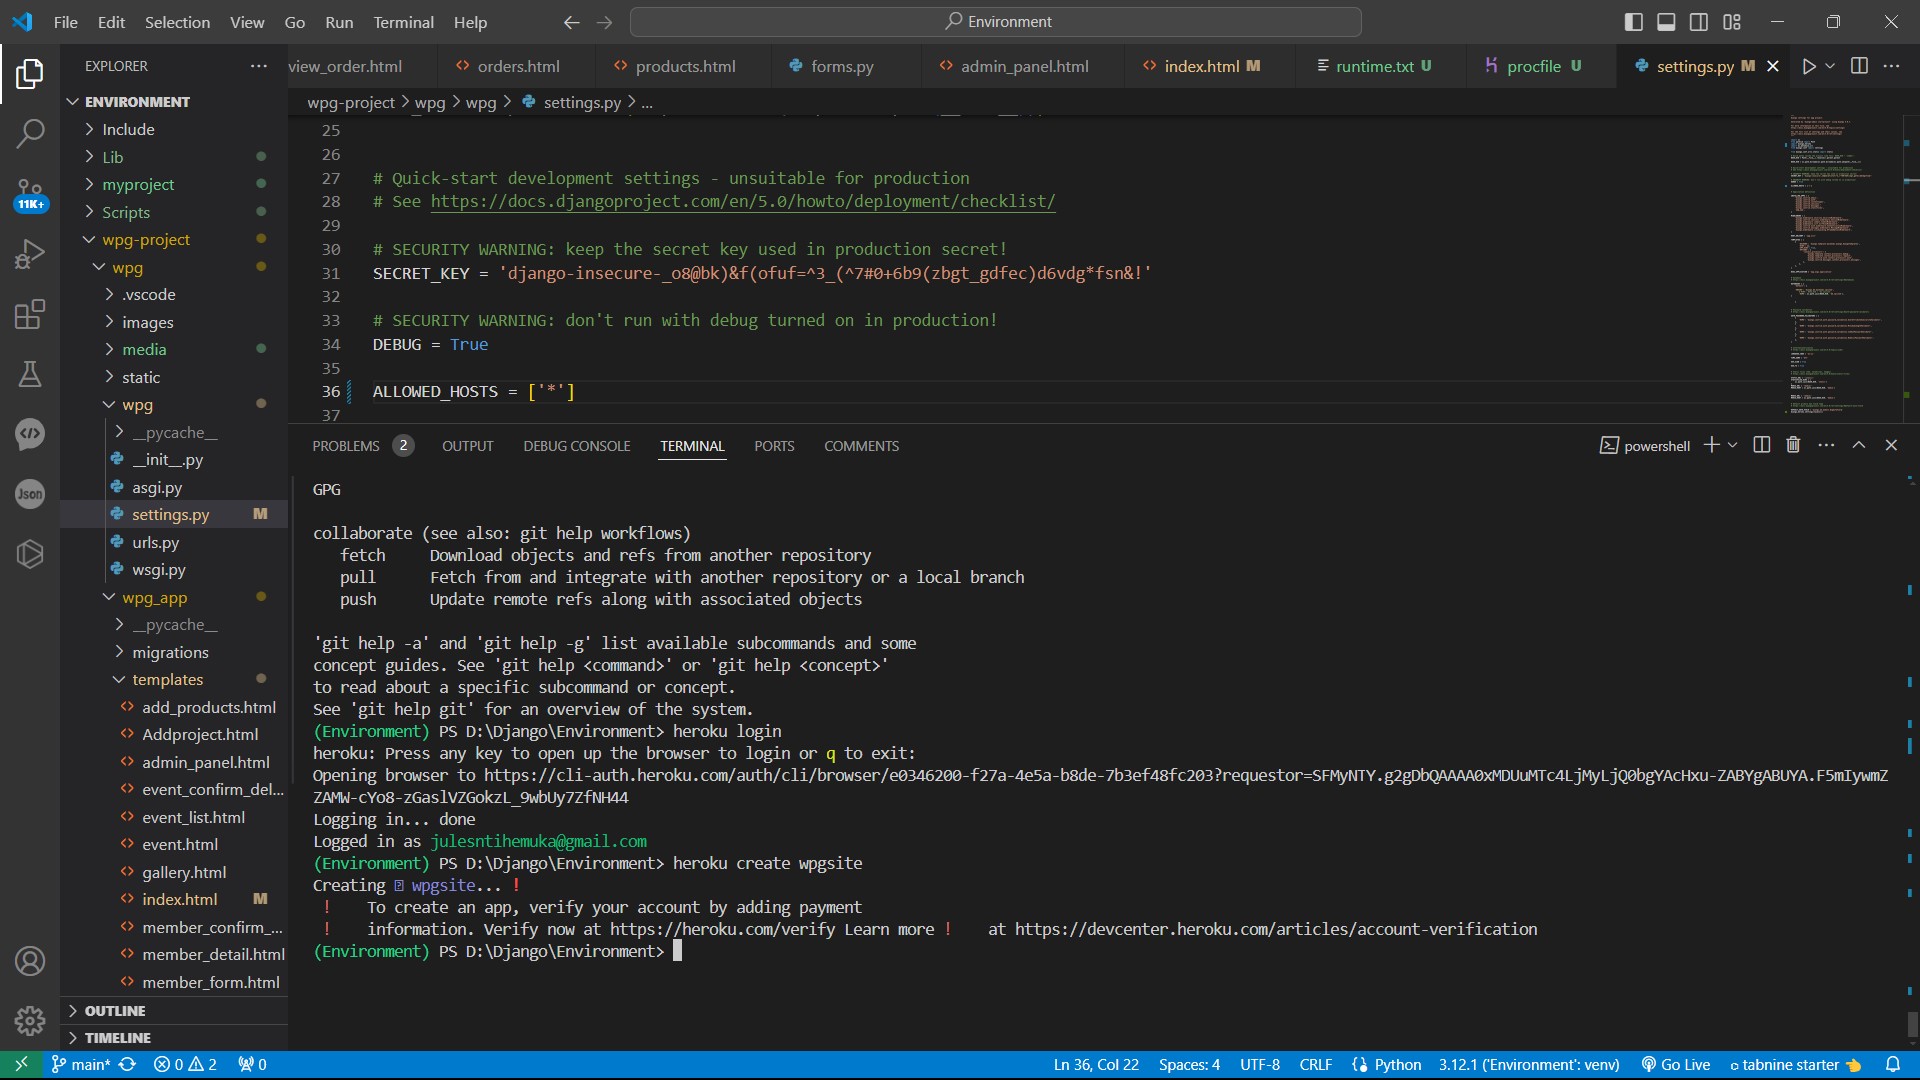 File Edit Selection View Go Run Terminal Help
Environment
EXPLORER
view_order.html orders.html products.html forms.py admin_panel.html index.html M runtime.txt U procfile U settings.py M
wpg-project > wpg > wpg > settings.py > ...
ENVIRONMENT
Include
Lib
myproject
Scripts
wpg-project
wpg
.vscode
images
media
static
wpg
__pycache__
__init__.py
asgi.py
settings.py M
urls.py
wsgi.py
wpg_app
__pycache__
migrations
templates
add_products.html
Addproject.html
admin_panel.html
event_confirm_del...
event_list.html
event.html
gallery.html
index.html M
member_confirm_...
member_detail.html
member_form.html
OUTLINE
TIMELINE
11K+
Json
25
26
27 # Quick-start development settings - unsuitable for production
28 # See https://docs.djangoproject.com/en/5.0/howto/deployment/checklist/
29
30 # SECURITY WARNING: keep the secret key used in production secret!
31 SECRET_KEY = 'django-insecure-_o8@bk)&f(ofuf=^3_(^7#0+6b9(zbgt_gdfec)d6vdg*fsn&!'
32
33 # SECURITY WARNING: don't run with debug turned on in production!
34 DEBUG = True
35
36 ALLOWED_HOSTS = ['*']
37
PROBLEMS 2 OUTPUT DEBUG CONSOLE TERMINAL PORTS COMMENTS
powershell
GPG
collaborate (see also: git help workflows)
fetch Download objects and refs from another repository
pull Fetch from and integrate with another repository or a local branch
push Update remote refs along with associated objects
'git help -a' and 'git help -g' list available subcommands and some
concept guides. See 'git help <command>' or 'git help <concept>'
to read about a specific subcommand or concept.
See 'git help git' for an overview of the system.
(Environment) PS D:\Django\Environment> heroku login
heroku: Press any key to open up the browser to login or q to exit:
Opening browser to https://cli-auth.heroku.com/auth/cli/browser/e0346200-f27a-4e5a-b8de-7b3ef48fc203?requestor=SFMyNTY.g2gDbQAAAA0xMDUuMTc4LjMyLjQ0bgYAcHxu-ZABYgABUYA.F5mIywmZ
ZAMW-cYo8-zGaslVZGokzL_9wbUy7ZfNH44
Logging in... done
Logged in as julesntihemuka@gmail.com
(Environment) PS D:\Django\Environment> heroku create wpgsite
Creating wpgsite... !
! To create an app, verify your account by adding payment
! information. Verify now at https://heroku.com/verify Learn more ! at https://devcenter.heroku.com/articles/account-verification
(Environment) PS D:\Django\Environment>
main* 0 2 0
Ln 36, Col 22 Spaces: 4 UTF-8 CRLF Python 3.12.1 ('Environment': venv) Go Live tabnine starter